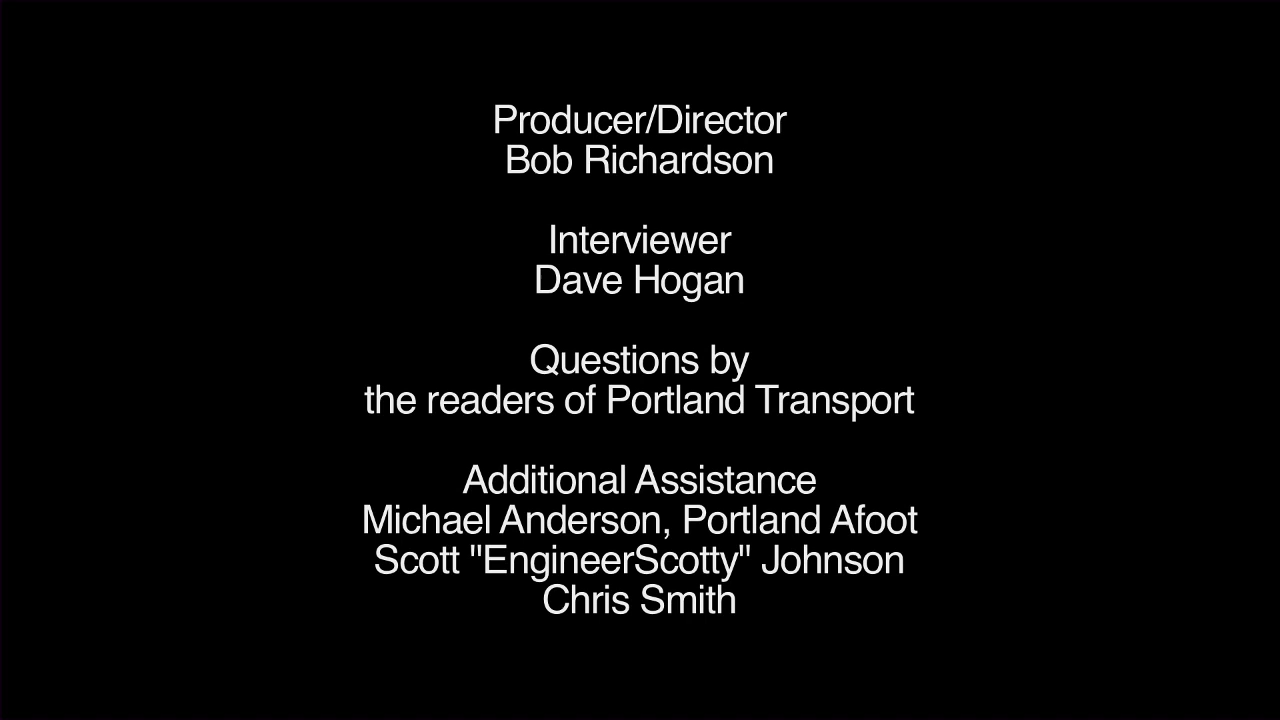 Producer/Director
Bob Richardson
Interviewer
Dave Hogan
Questions by
the readers of Portland Transport
Additional Assistance
Michael Anderson, Portland Afoot
Scott "EngineerScotty" Johnson
Chris Smith